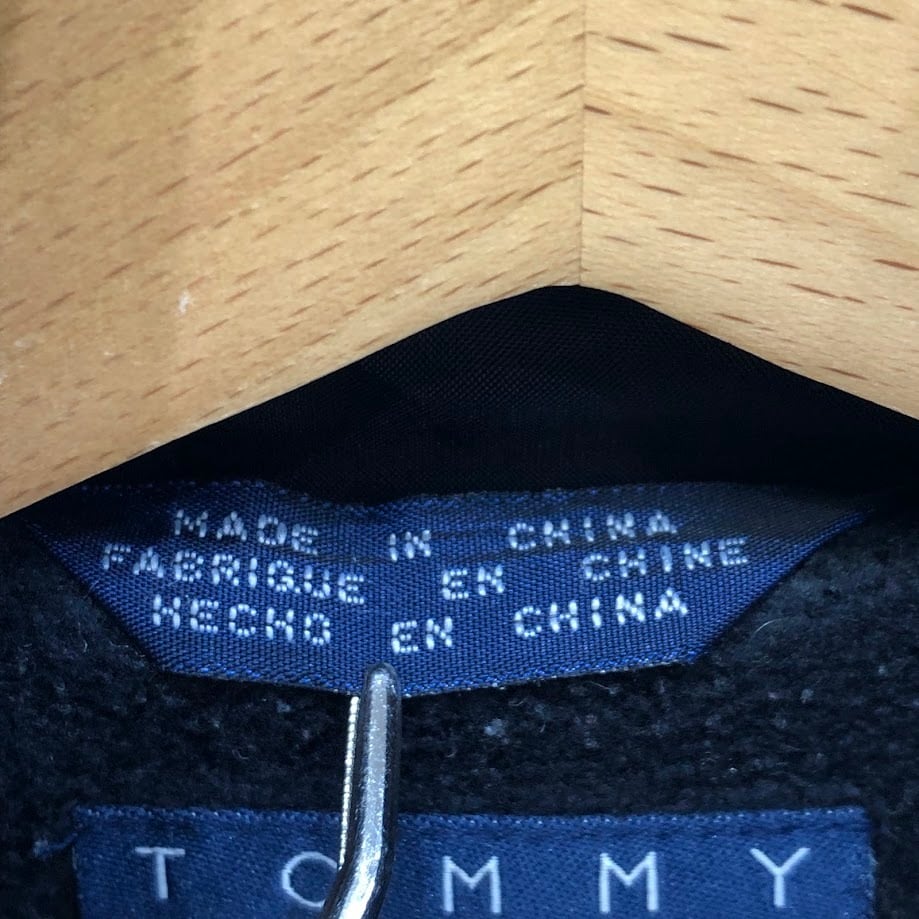 MADE IN CHINA
FABRIQUE EN CHINE
HECHO EN CHINA
TOMMY